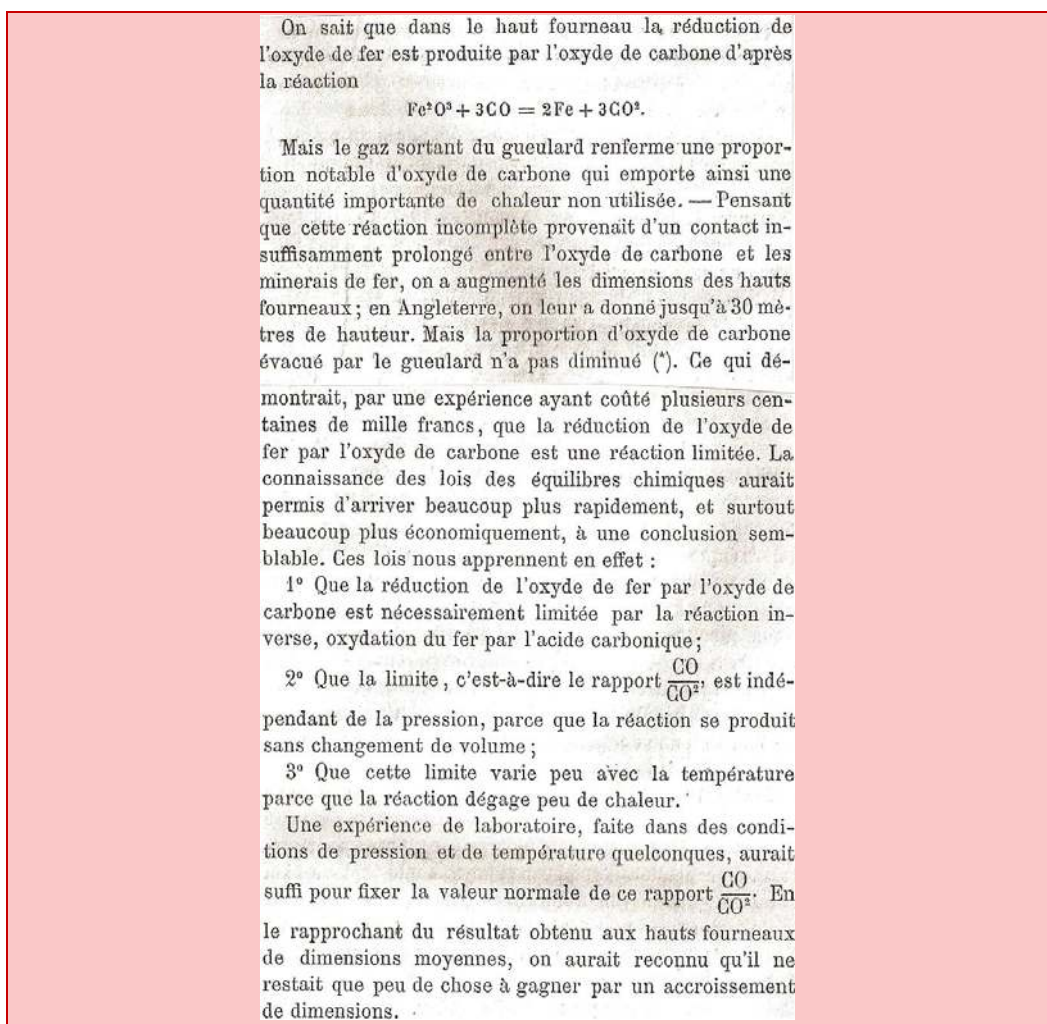 On sait que dans le haut fourneau la réduction de
l'oxyde de fer est produite par l'oxyde de carbone d'après
la réaction
Fe²O³ + 3CO = 2Fe + 3CO².
Mais le gaz sortant du gueulard renferme une propor-
tion notable d'oxyde de carbone qui emporte ainsi une
quantité importante de chaleur non utilisée. — Pensant
que cette réaction incomplète provenait d'un contact in-
suffisamment prolongé entre l'oxyde de carbone et les
minerais de fer, on a augmenté les dimensions des hauts
fourneaux ; en Angleterre, on leur a donné jusqu'à 30 mè-
tres de hauteur. Mais la proportion d'oxyde de carbone
évacué par le gueulard n'a pas diminué (*). Ce qui dé-
montrait, par une expérience ayant coûté plusieurs cen-
taines de mille francs, que la réduction de l'oxyde de
fer par l'oxyde de carbone est une réaction limitée. La
connaissance des lois des équilibres chimiques aurait
permis d'arriver beaucoup plus rapidement, et surtout
beaucoup plus économiquement, à une conclusion sem-
blable. Ces lois nous apprennent en effet :
1° Que la réduction de l'oxyde de fer par l'oxyde de
carbone est nécessairement limitée par la réaction in-
verse, oxydation du fer par l'acide carbonique ;
2° Que la limite, c'est-à-dire le rapport CO/CO², est indé-
pendant de la pression, parce que la réaction se produit
sans changement de volume ;
3° Que cette limite varie peu avec la température
parce que la réaction dégage peu de chaleur.
Une expérience de laboratoire, faite dans des condi-
tions de pression et de température quelconques, aurait
suffi pour fixer la valeur normale de ce rapport CO/CO². En
le rapprochant du résultat obtenu aux hauts fourneaux
de dimensions moyennes, on aurait reconnu qu'il ne
restait que peu de chose à gagner par un accroissement
de dimensions.